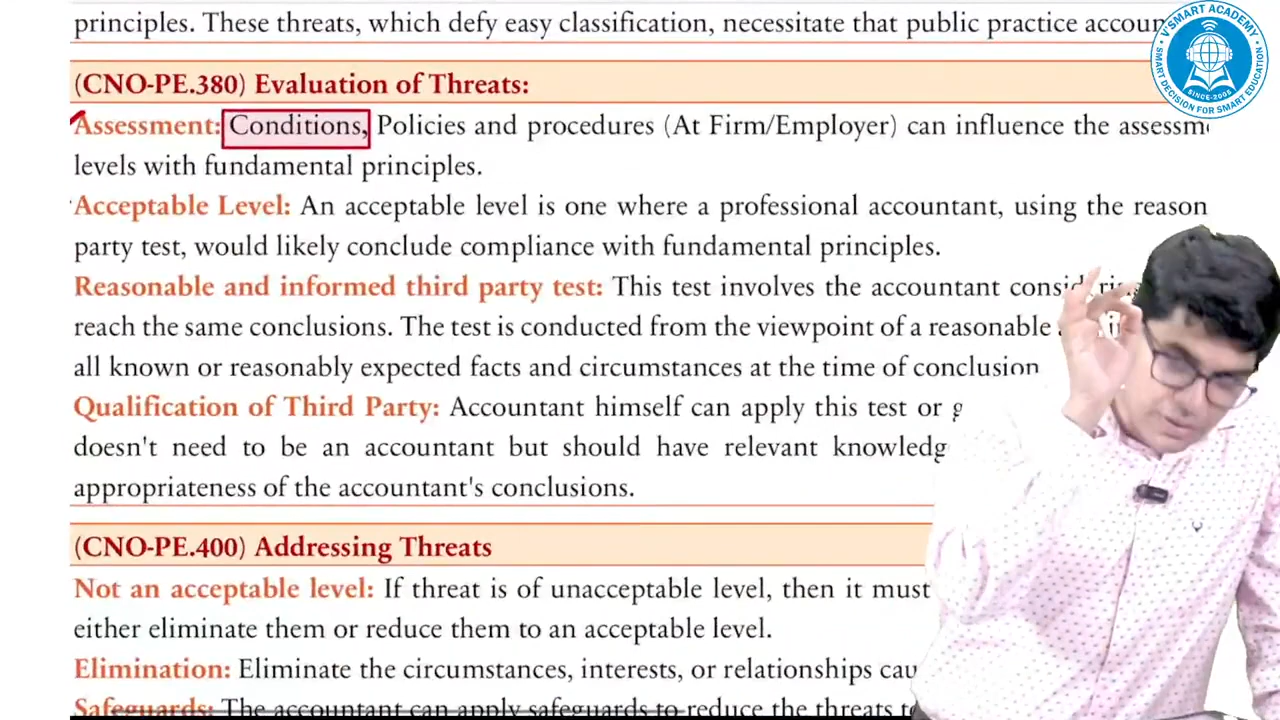 principles. These threats, which defy easy classification, necessitate that public practice
(CNO-PE.380) Evaluation of Threats:
Assessment: Conditions, Policies and procedures (At Firm/Employer) can influence the
levels with fundamental principles.
Acceptable Level: An acceptable level is one where a professional accountant, using the reason
party test, would likely conclude compliance with fundamental principles.
Reasonable and informed third party test: This test involves the accountant
reach the same conclusions. The test is conducted from the viewpoint of a reasonable
all known or reasonably expected facts and circumstances at the time of conclusion
Qualification of Third Party: Accountant himself can apply this test or
doesn't need to be an accountant but should have relevant
appropriateness of the accountant's conclusions.
(CNO-PE.400) Addressing Threats
Not an acceptable level: If threat is of unacceptable level, then it must
either eliminate them or reduce them to an acceptable level.
Elimination: Eliminate the circumstances, interests, or relationships
Safeguards: The accountant can apply safeguards to reduce the threats
VSMART ACADEMY
SMART DECISION FOR SMART EDUCATION
SINCE-2005